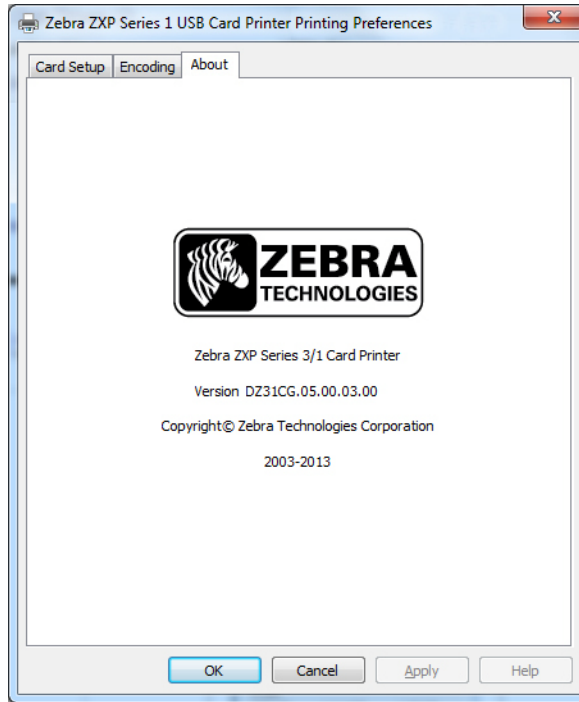 Zebra ZXP Series 1 USB Card Printer Printing Preferences
Card Setup Encoding About
ZEBRA
TECHNOLOGIES
Zebra ZXP Series 3/1 Card Printer
Version DZ31CG.05.00.03.00
Copyright© Zebra Technologies Corporation
2003-2013
OK Cancel Apply Help